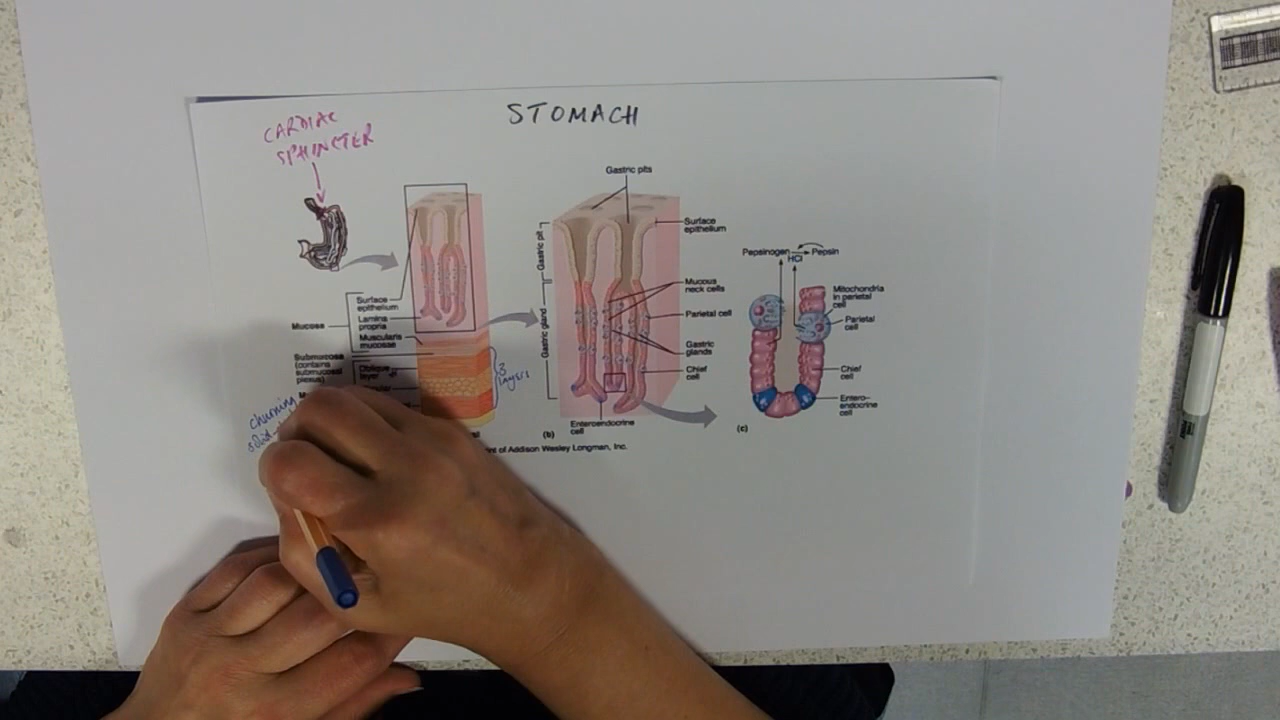 STOMACH
CARDIAC
SPHINCTER
Gastric pits
Surface
epithelium
Gastric pit
Gastric gland
Mucous
neck cells
Parietal cell
Gastric
glands
Chief
cell
Enteroendocrine
cell
(b)
Pepsinogen
HCl
Pepsin
Mitochondria
in parietal
cell
Parietal
cell
Chief
cell
Entero-
endocrine
cell
(c)
Mucosa
Surface
epithelium
Lamina
propria
Muscularis
mucosae
Submucosa
(contains
submucosal
plexus)
Oblique
layer
3
layers
churning
of Addison Wesley Longman, Inc.